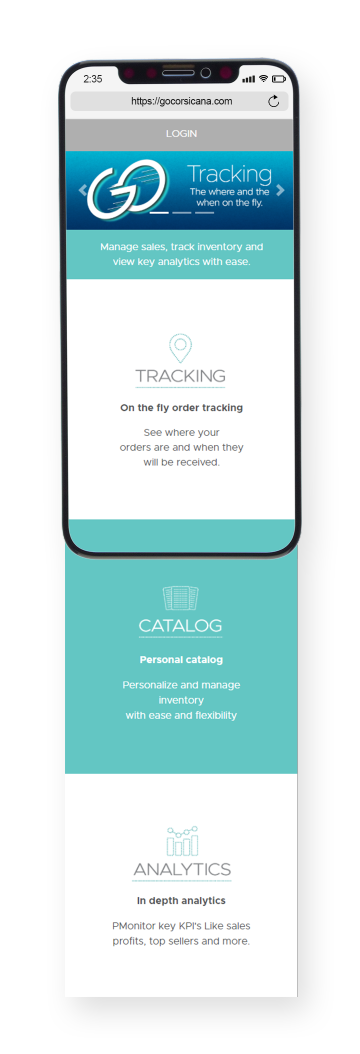 2:35
https://gocorsicana.com
LOGIN
GO
Tracking
The where and the
when on the fly.
Manage sales, track inventory and
view key analytics with ease.
TRACKING
On the fly order tracking
See where your
orders are and when they
will be received.
CATALOG
Personal catalog
Personalize and manage
inventory
with ease and flexibility
ANALYTICS
In depth analytics
PMonitor key KPI's Like sales
profits, top sellers and more.